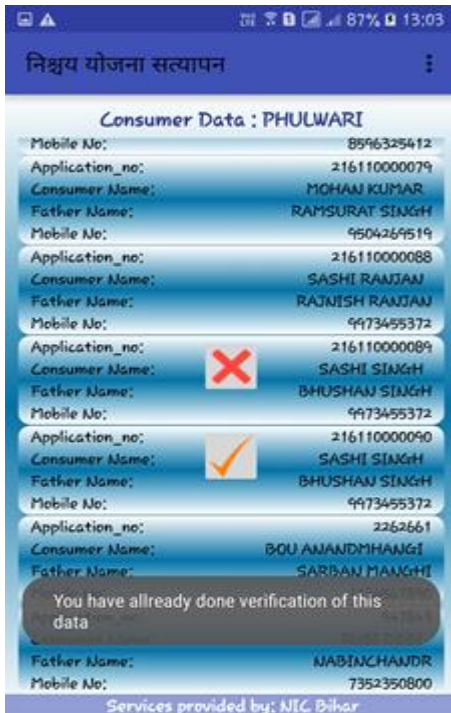 87% 13:03
निश्चय योजना सत्यापन
Consumer Data : PHULWARI
Mobile No: 8596325412
Application_no: 216110000079
Consumer Name: MOHAN KUMAR
Father Name: RAMSURAT SINGH
Mobile No: 9504269519
Application_no: 216110000088
Consumer Name: SASHI RANJAN
Father Name: RAJNISH RANJAN
Mobile No: 9973455372
Application_no: 216110000089
Consumer Name: SASHI SINGH
Father Name: BHUSHAN SINGH
Mobile No: 9973455372
Application_no: 216110000090
Consumer Name: SASHI SINGH
Father Name: BHUSHAN SINGH
Mobile No: 9973455372
Application_no: 2262661
Consumer Name: BOU ANANDMHANGI
Father Name: SARBAN MANGHI
You have allready done verification of this
data
Father Name: NABINCHANDR
Mobile No: 7352350800
Services provided by: NIC Bihar